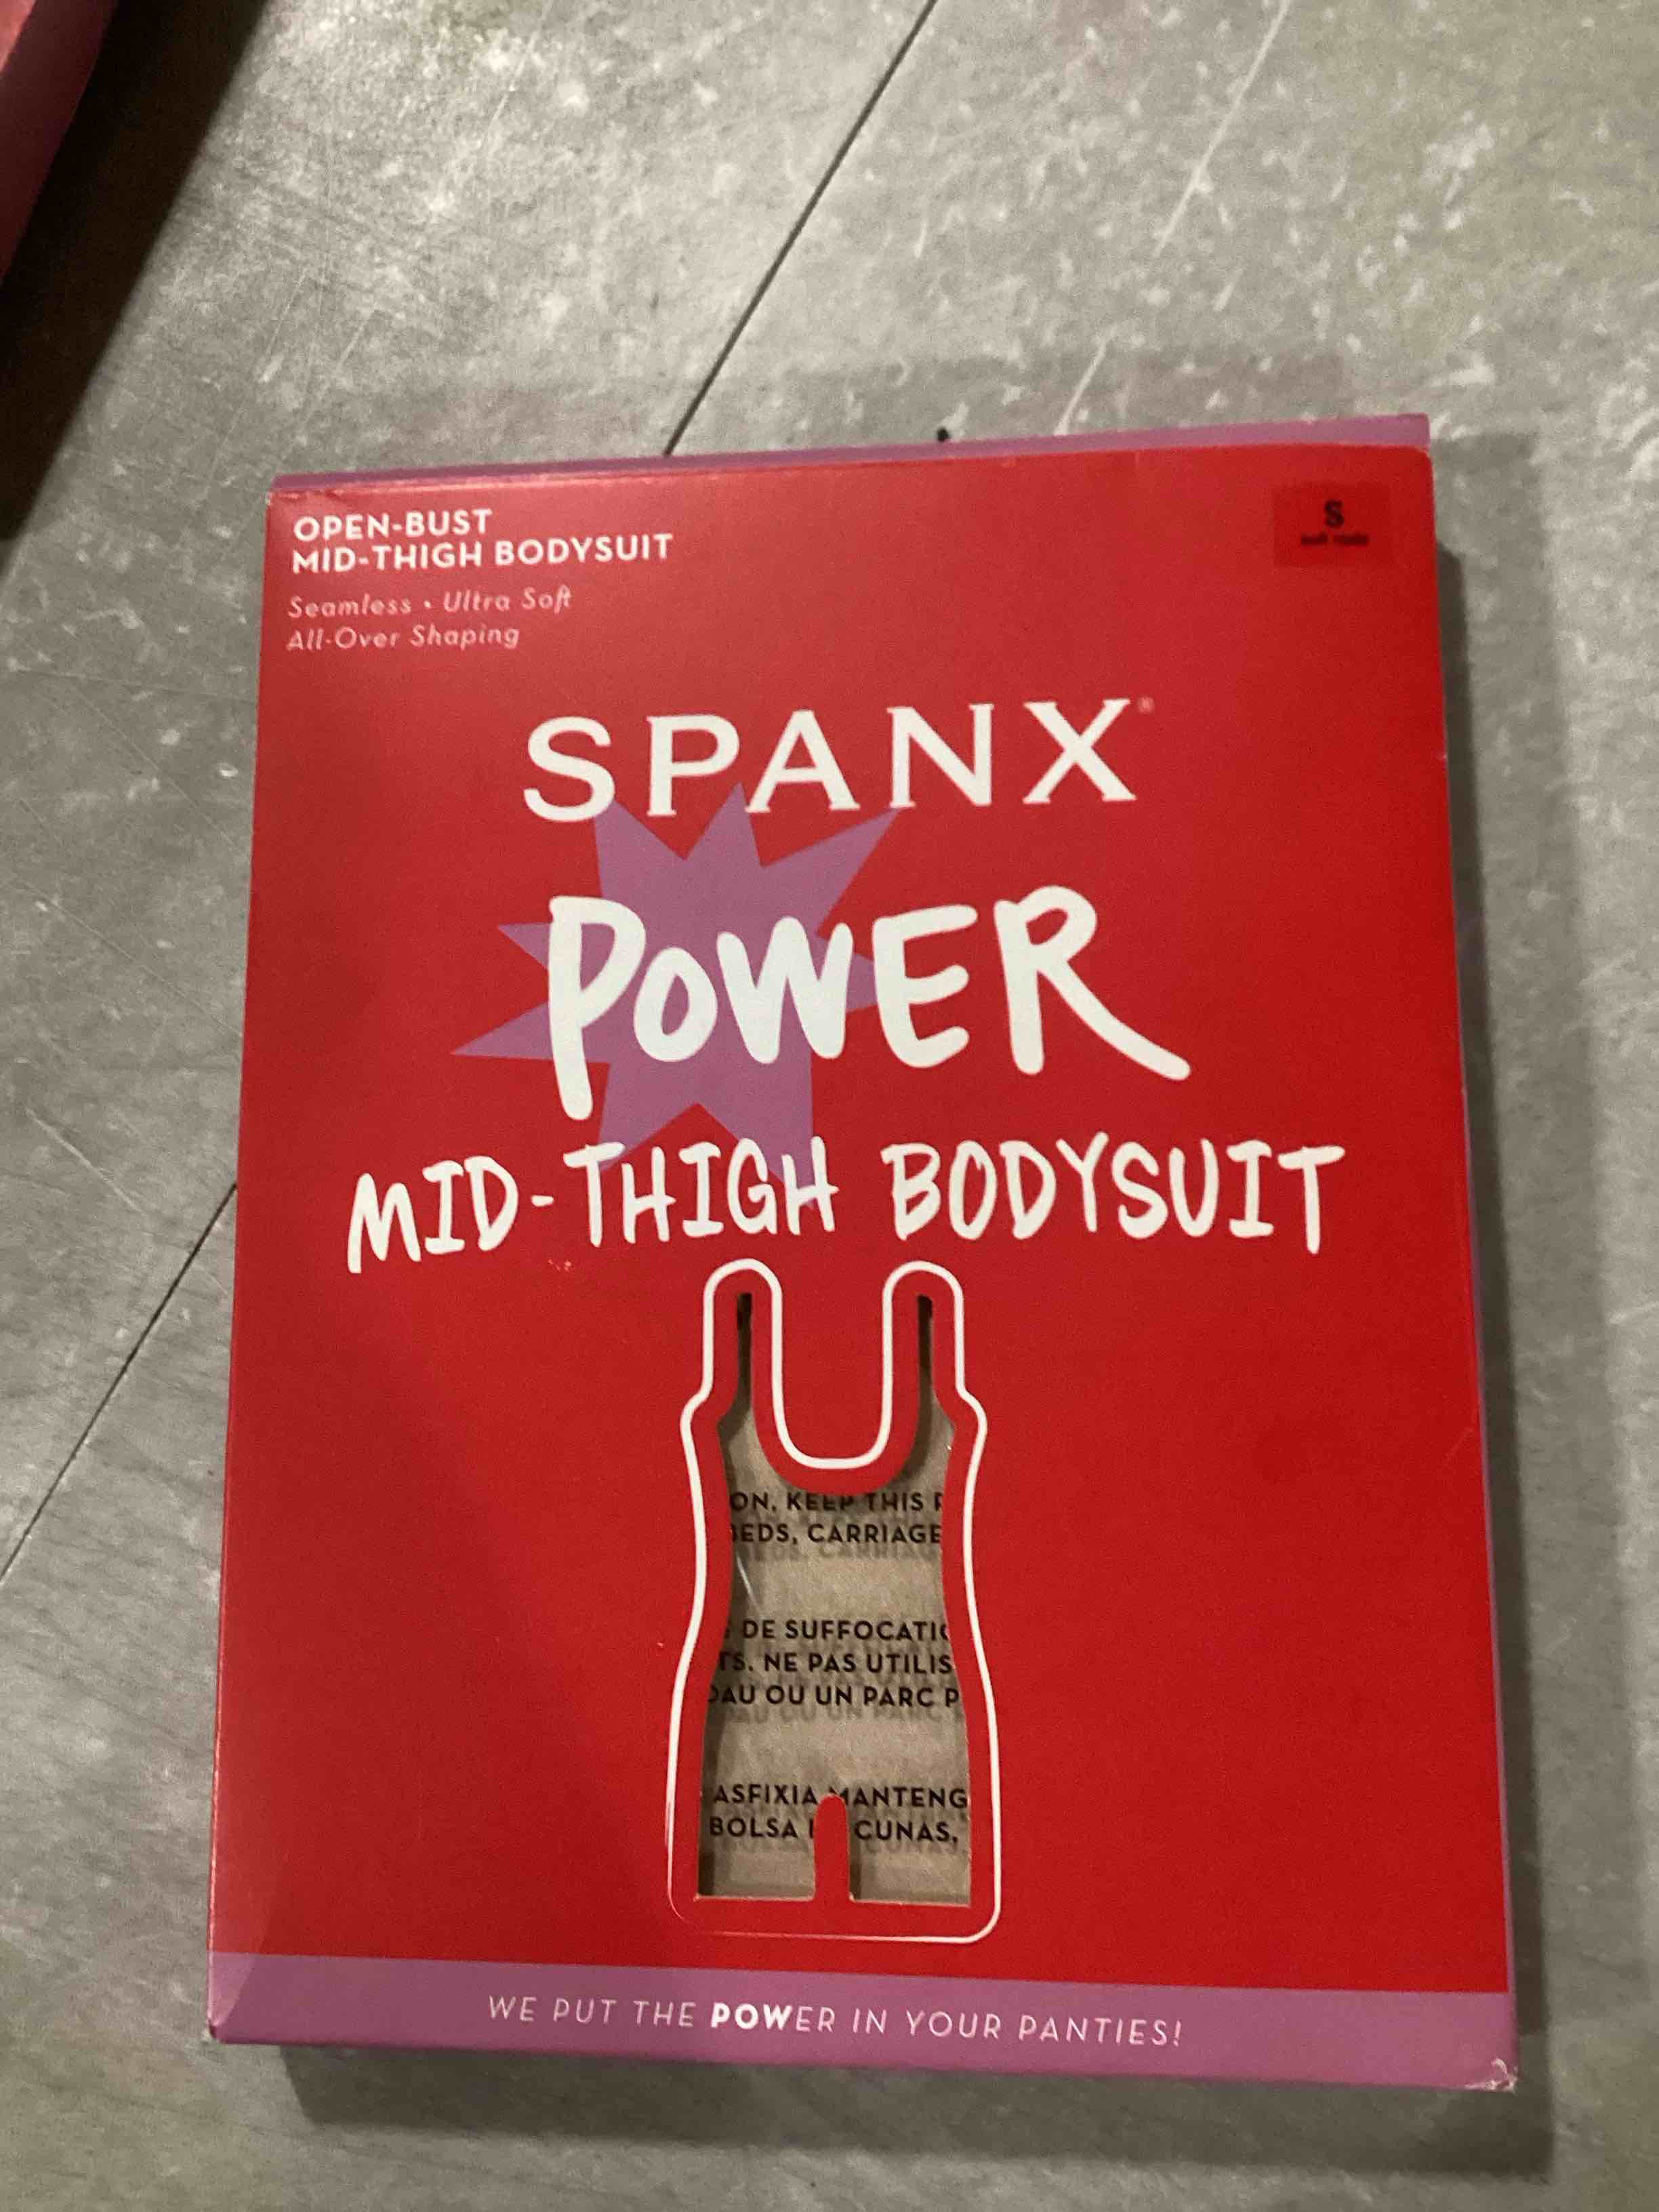 OPEN-BUST
MID-THIGH BODYSUIT
Seamless • Ultra Soft
All-Over Shaping
S
SPANX®
POWER
MID-THIGH BODYSUIT
ON. KEEP THIS
EDS, CARRIAGE
DE SUFFOCATI
TS. NE PAS UTILIS
AU OU UN PARC P
ASFIXIA MANTENG
BOLSA CUNAS,
WE PUT THE POWER IN YOUR PANTIES!